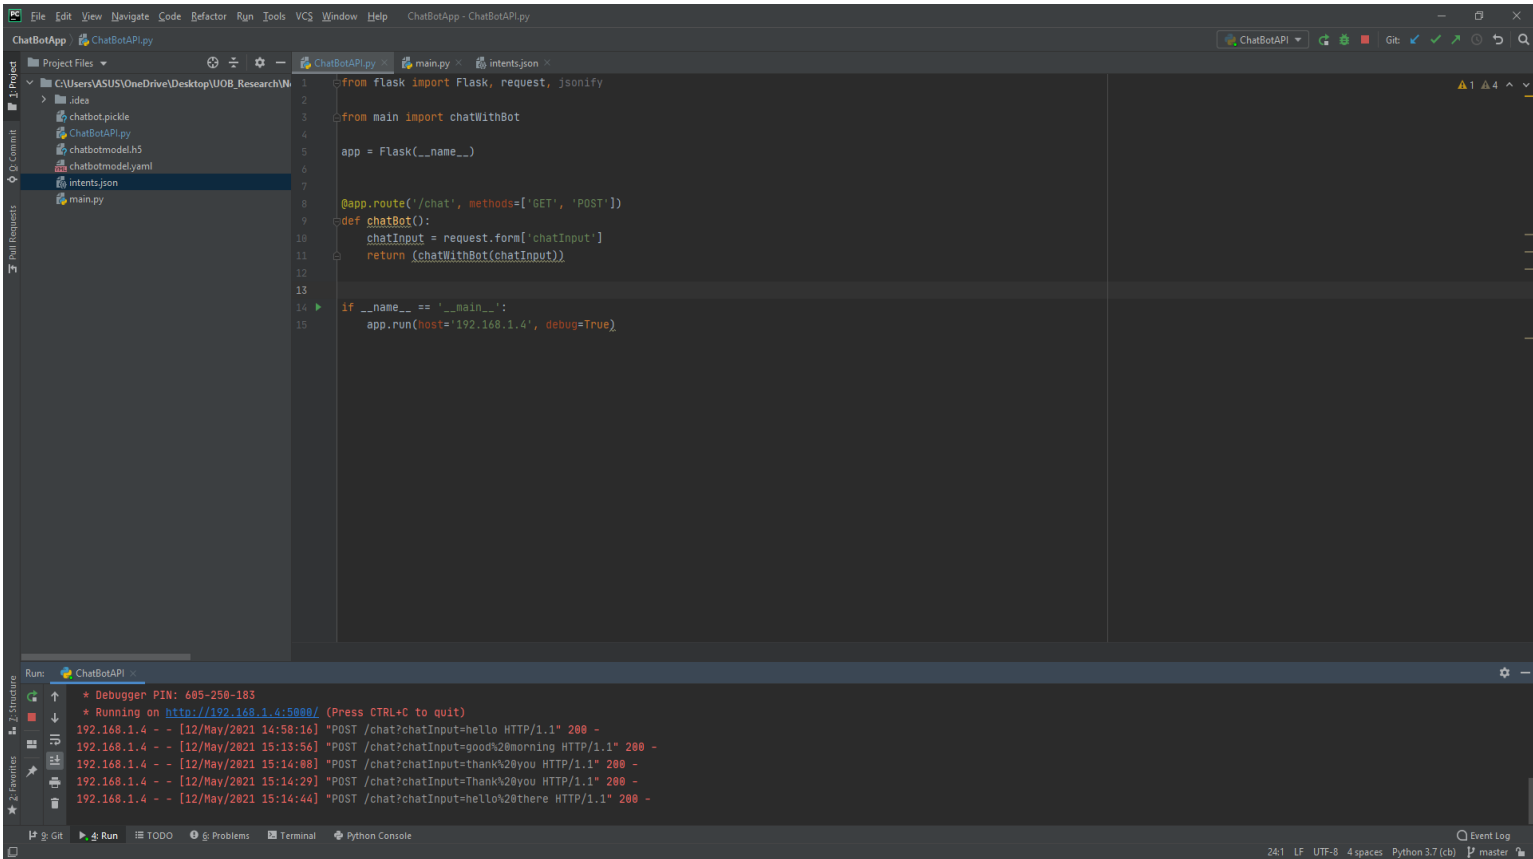 File Edit View Navigate Code Refactor Run Tools VCS Window Help ChatBotApp - ChatBotAPI.py
ChatBotApp ChatBotAPI.py
ChatBotAPI Git:
1: Project
0: Commit
Pull Requests
Project Files
C:\Users\ASUS\OneDrive\Desktop\UOB_Research\N
.idea
chatbot.pickle
ChatBotAPI.py
chatbotmodel.h5
chatbotmodel.yaml
intents.json
main.py
ChatBotAPI.py main.py intents.json
1 from flask import Flask, request, jsonify
2
3 from main import chatWithBot
4
5 app = Flask(__name__)
6
7
8 @app.route('/chat', methods=['GET', 'POST'])
9 def chatBot():
10 chatInput = request.form['chatInput']
11 return (chatWithBot(chatInput))
12
13
14 if __name__ == '__main__':
15 app.run(host='192.168.1.4', debug=True)
1 4
Run: ChatBotAPI
* Debugger PIN: 605-250-183
* Running on http://192.168.1.4:5000/ (Press CTRL+C to quit)
192.168.1.4 - - [12/May/2021 14:58:16] "POST /chat?chatInput=hello HTTP/1.1" 200 -
192.168.1.4 - - [12/May/2021 15:13:56] "POST /chat?chatInput=good%20morning HTTP/1.1" 200 -
192.168.1.4 - - [12/May/2021 15:14:08] "POST /chat?chatInput=thank%20you HTTP/1.1" 200 -
192.168.1.4 - - [12/May/2021 15:14:29] "POST /chat?chatInput=Thank%20you HTTP/1.1" 200 -
192.168.1.4 - - [12/May/2021 15:14:44] "POST /chat?chatInput=hello%20there HTTP/1.1" 200 -
Z: Structure
2: Favorites
9: Git 4: Run TODO 6: Problems Terminal Python Console Event Log
24:1 LF UTF-8 4 spaces Python 3.7 (cb) master